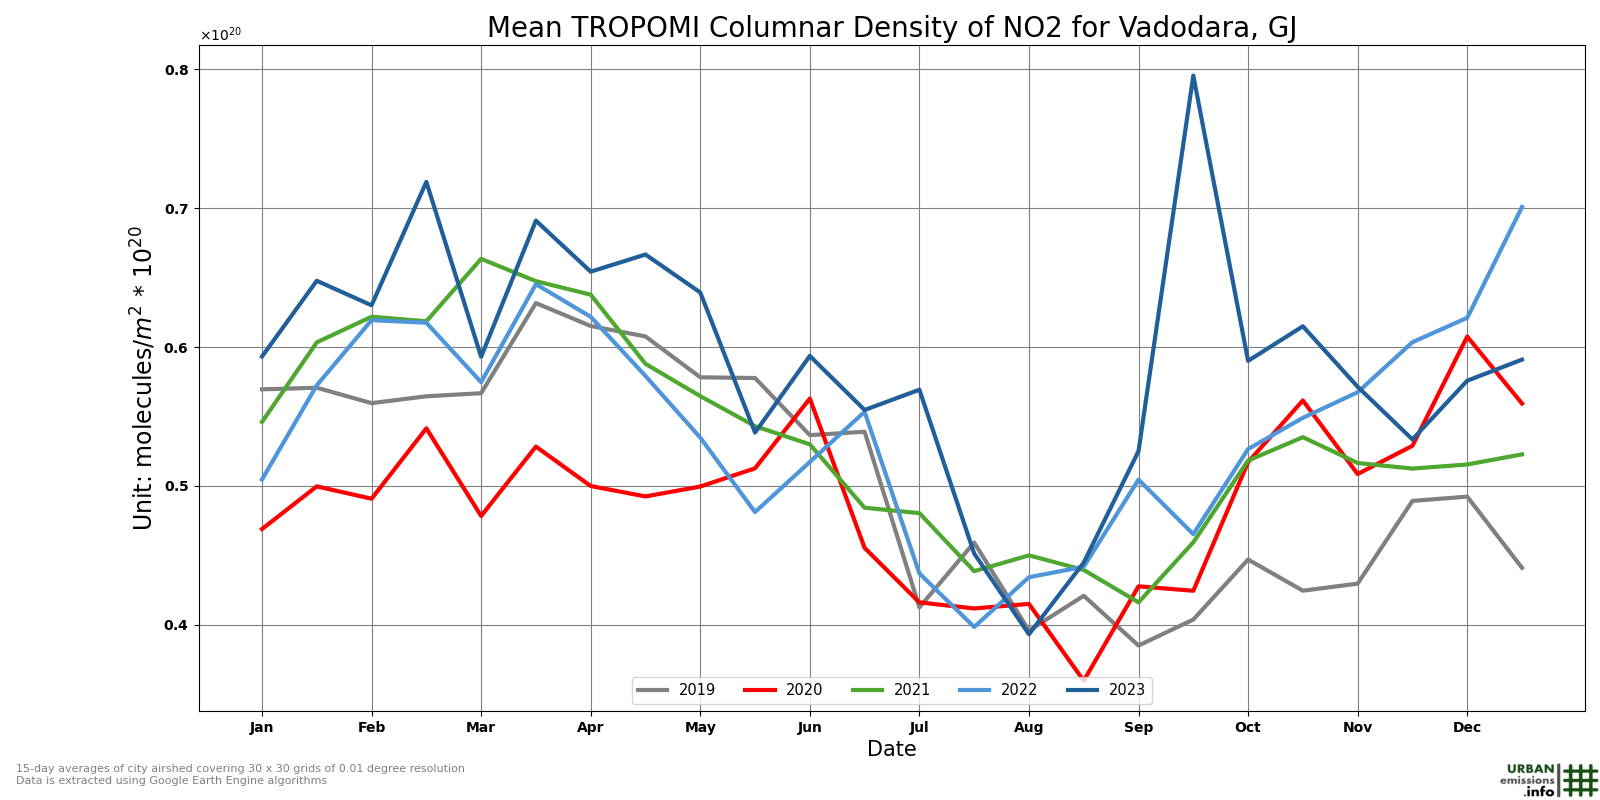 Mean TROPOMI Columnar Density of NO2 for Vadodara, GJ
×10²⁰
0.8
0.7
0.6
0.5
0.4
Unit: molecules/m² * 10²⁰
Jan Feb Mar Apr May Jun Jul Aug Sep Oct Nov Dec
2019 2020 2021 2022 2023
Date
15-day averages of city airshed covering 30 x 30 grids of 0.01 degree resolution
Data is extracted using Google Earth Engine algorithms
URBAN
emissions
.info